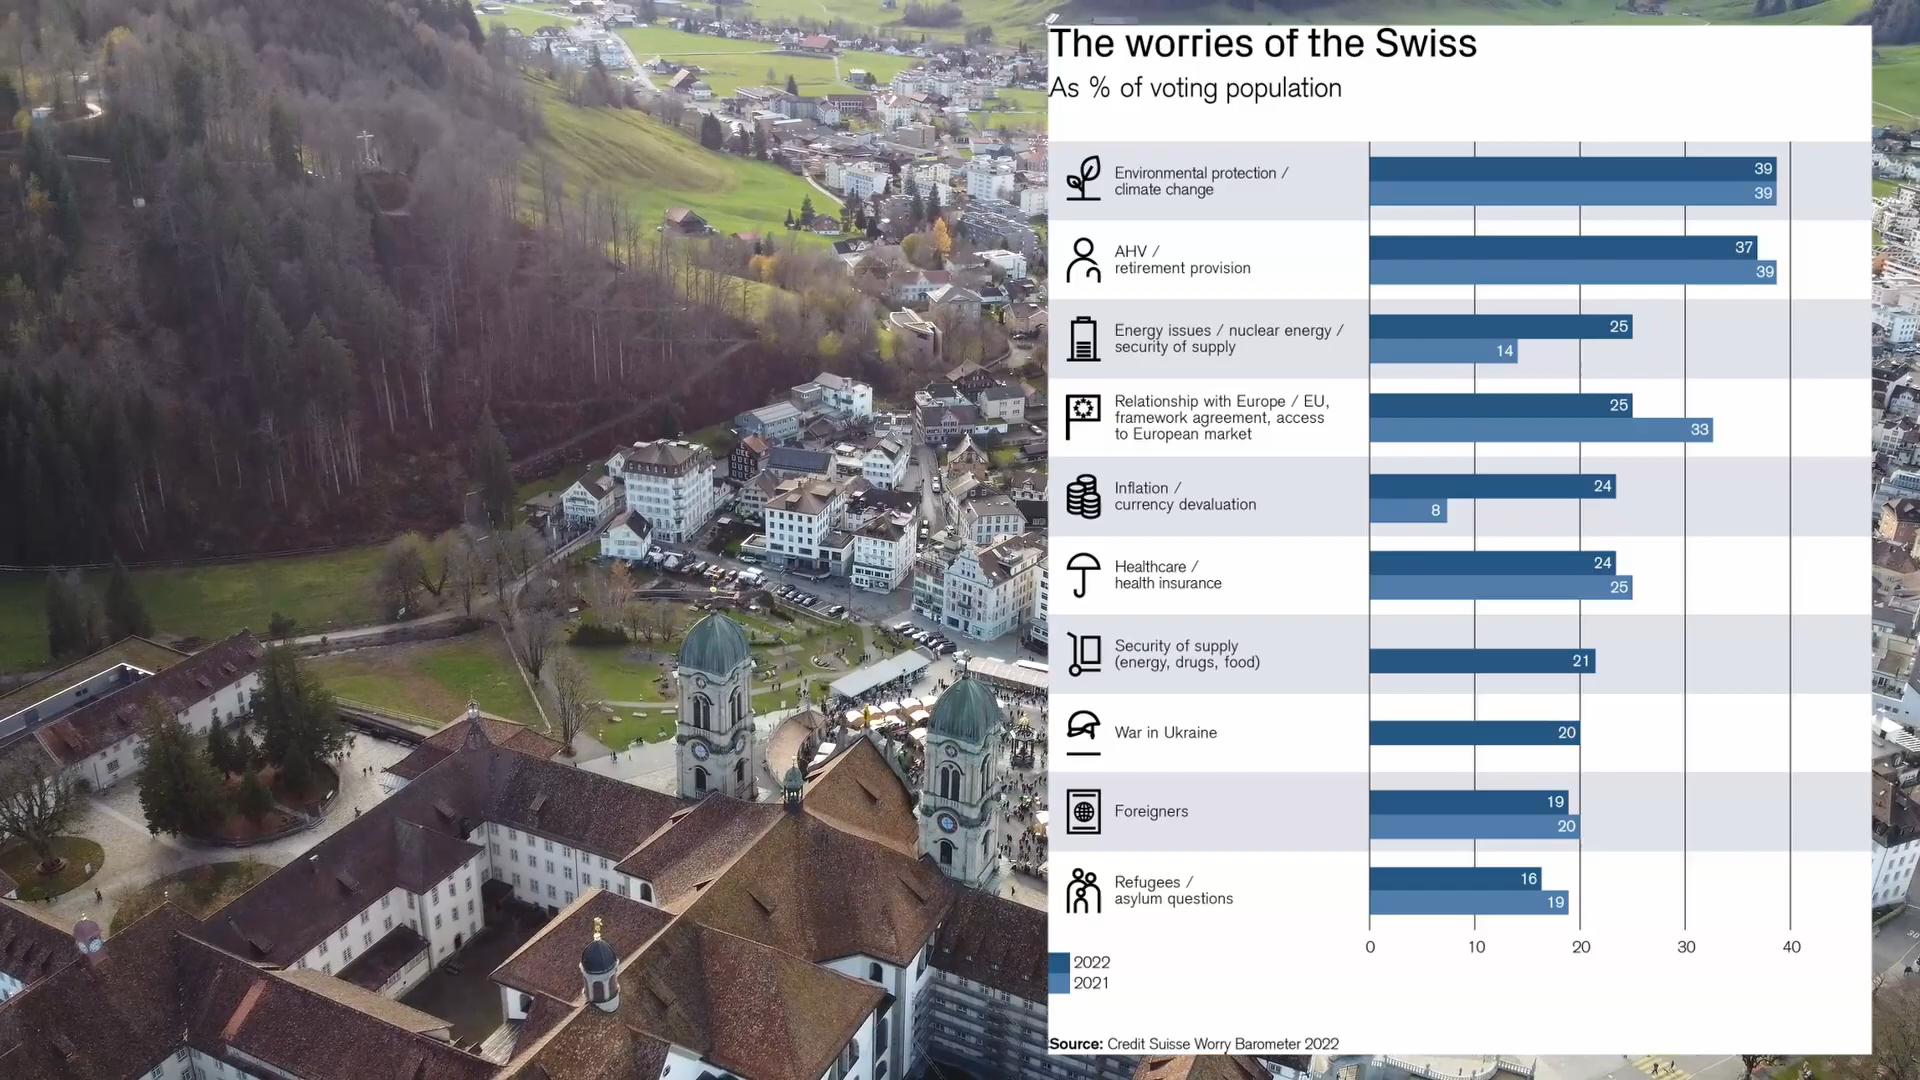 The worries of the Swiss
As % of voting population
Environmental protection /
climate change
39
39
AHV /
retirement provision
37
39
Energy issues / nuclear energy /
security of supply
25
14
Relationship with Europe / EU,
framework agreement, access
to European market
25
33
Inflation /
currency devaluation
24
8
Healthcare /
health insurance
24
25
Security of supply
(energy, drugs, food)
21
War in Ukraine
20
Foreigners
19
20
Refugees /
asylum questions
16
19
0 10 20 30 40
2022
2021
Source: Credit Suisse Worry Barometer 2022